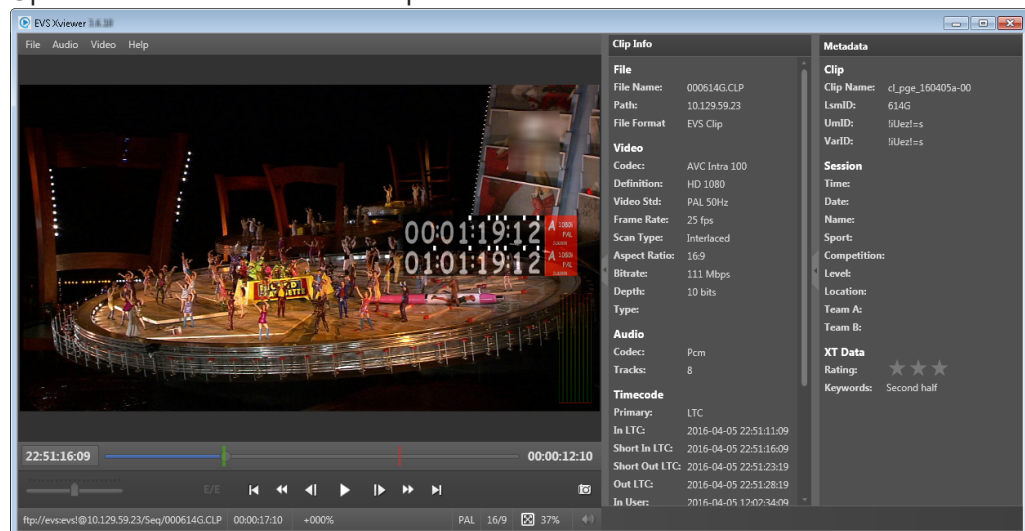 EVS Xviewer
File Audio Video Help
00:01:19:12
01:01:19:12
A
PAL
A
PAL
22:51:16:09
00:00:12:10
E/E
ftp://evs:evs!@10.129.59.23/Seq/000614G.CLP 00:00:17:10 +000% PAL 16/9 37%
Clip Info
File
File Name: 000614G.CLP
Path: 10.129.59.23
File Format EVS Clip
Video
Codec: AVC Intra 100
Definition: HD 1080
Video Std: PAL 50Hz
Frame Rate: 25 fps
Scan Type: Interlaced
Aspect Ratio: 16:9
Bitrate: 111 Mbps
Depth: 10 bits
Type:
Audio
Codec: Pcm
Tracks: 8
Timecode
Primary: LTC
In LTC: 2016-04-05 22:51:11:09
Short In LTC: 2016-04-05 22:51:16:09
Short Out LTC: 2016-04-05 22:51:23:19
Out LTC: 2016-04-05 22:51:28:19
In User: 2016-04-05 12:02:34:09
Metadata
Clip
Clip Name: cl_pge_160405a-00
LsmID: 614G
UmID: !iUez!=s
VarID: !iUez!=s
Session
Time:
Date:
Name:
Sport:
Competition:
Level:
Location:
Team A:
Team B:
XT Data
Rating:
Keywords: Second half